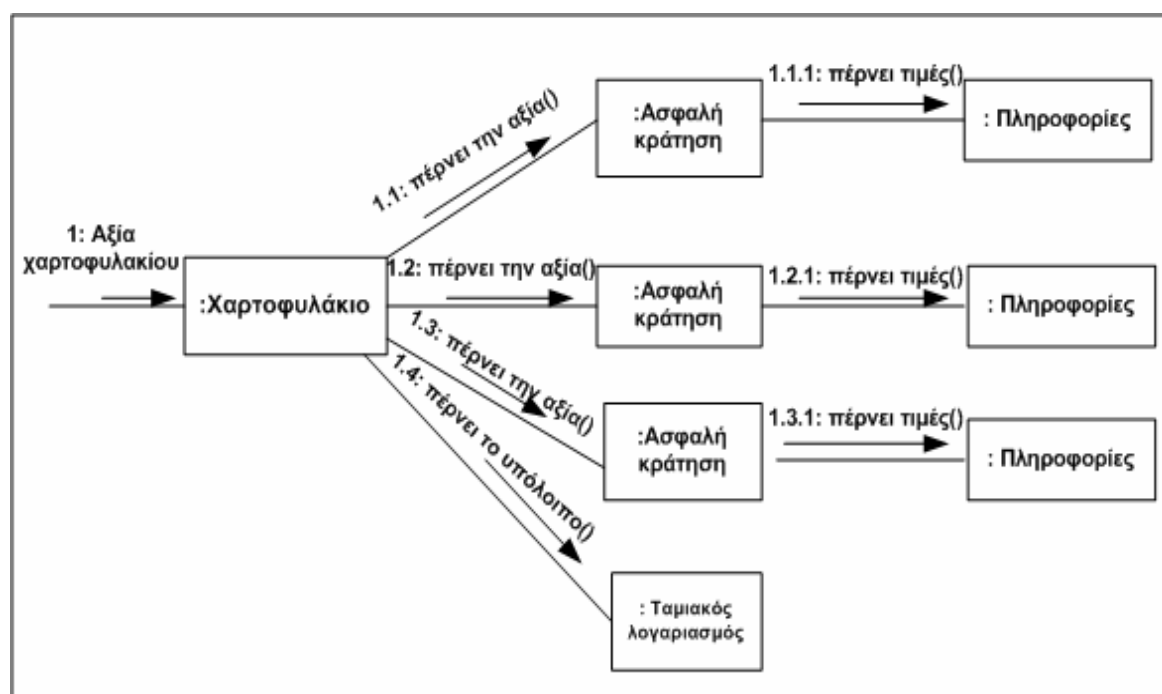 1.1.1: πέρνει τιμές()
:Ασφαλή
κράτηση
: Πληροφορίες
1.1: πέρνει την αξία()
1: Αξία
χαρτοφυλακίου
:Χαρτοφυλάκιο
1.2: πέρνει την αξία()
:Ασφαλή
κράτηση
1.2.1: πέρνει τιμές()
: Πληροφορίες
1.3: πέρνει την αξία()
:Ασφαλή
κράτηση
1.3.1: πέρνει τιμές()
: Πληροφορίες
1.4: πέρνει το υπόλοιπο()
: Ταμιακός
λογαριασμός